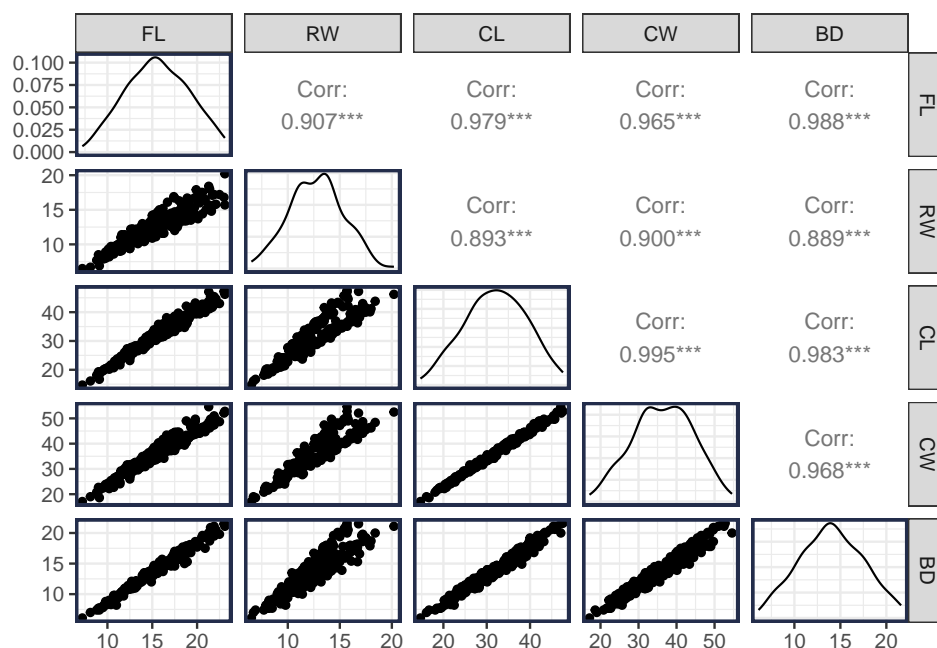 FL RW CL CW BD
0.100
0.075
0.050
0.025
0.000
Corr:
0.907***
Corr:
0.979***
Corr:
0.965***
Corr:
0.988***
FL
20
15
10
Corr:
0.893***
Corr:
0.900***
Corr:
0.889***
RW
40
30
20
Corr:
0.995***
Corr:
0.983***
CL
50
40
30
20
Corr:
0.968***
CW
20
15
10
BD
10 15 20 10 15 20 20 30 40 20 30 40 50 10 15 20